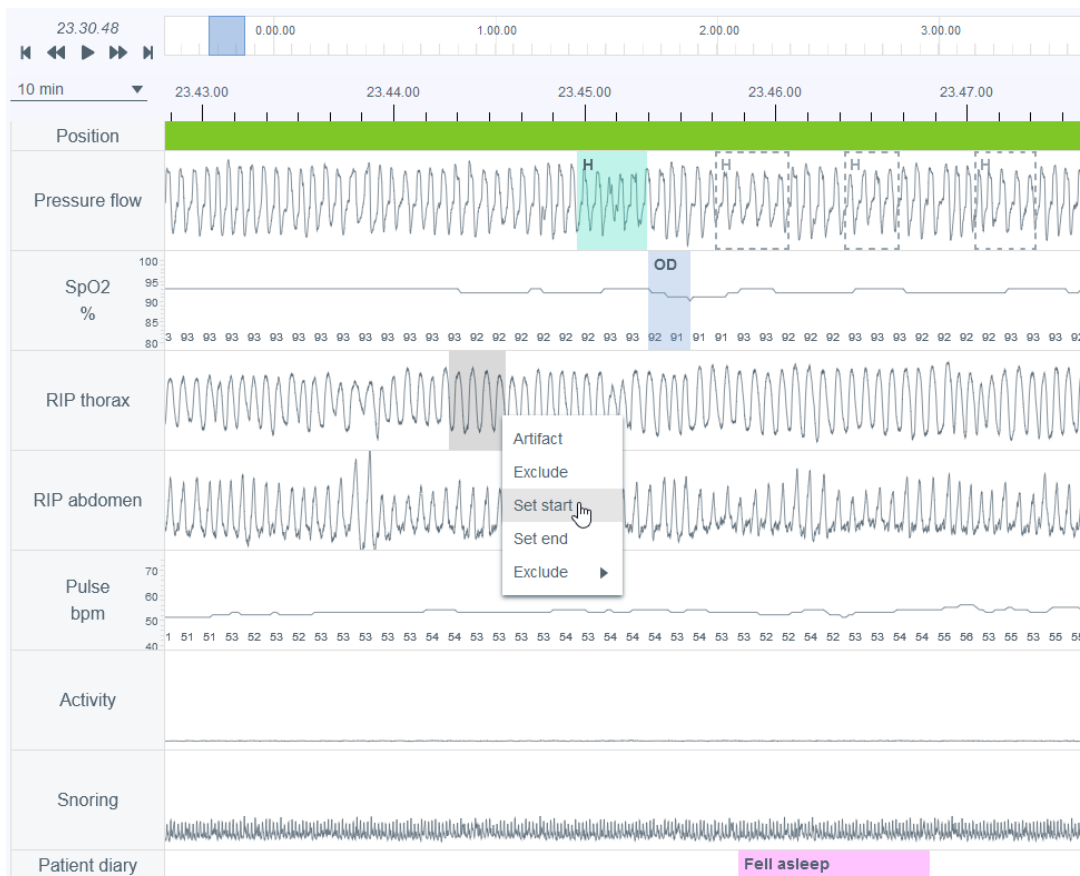 23.30.48
0.00.00 1.00.00 2.00.00 3.00.00
10 min
23.43.00 23.44.00 23.45.00 23.46.00 23.47.00
Position
Pressure flow
H H H H
SpO2
%
100
95
90
85
80
OD
3 93 93 93 93 93 93 93 93 93 93 93 93 93 92 92 92 92 92 92 93 93 92 91 91 91 93 93 92 92 93 93 93 92 92 92 92 92 93 93 93 92
RIP thorax
Artifact
Exclude
Set start
Set end
Exclude
RIP abdomen
Pulse
bpm
70
60
50
40
1 51 51 53 52 53 52 53 53 53 53 53 54 54 53 53 53 53 54 53 54 53 54 53 54 53 53 52 52 54 52 53 53 54 54 55 56 53 55 53 55
Activity
Snoring
Patient diary
Fell asleep